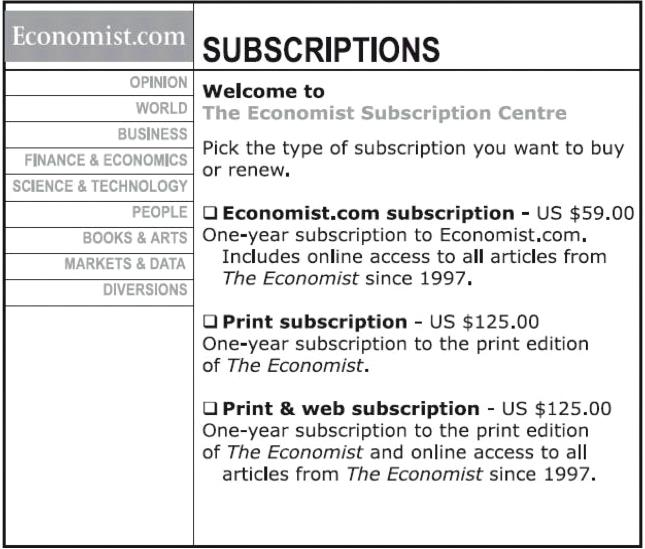 Economist.com
OPINION
WORLD
BUSINESS
FINANCE & ECONOMICS
SCIENCE & TECHNOLOGY
PEOPLE
BOOKS & ARTS
MARKETS & DATA
DIVERSIONS
SUBSCRIPTIONS
Welcome to
The Economist Subscription Centre
Pick the type of subscription you want to buy
or renew.
❑ Economist.com subscription - US $59.00
One-year subscription to Economist.com.
Includes online access to all articles from
The Economist since 1997.
❑ Print subscription - US $125.00
One-year subscription to the print edition
of The Economist.
❑ Print & web subscription - US $125.00
One-year subscription to the print edition
of The Economist and online access to all
articles from The Economist since 1997.